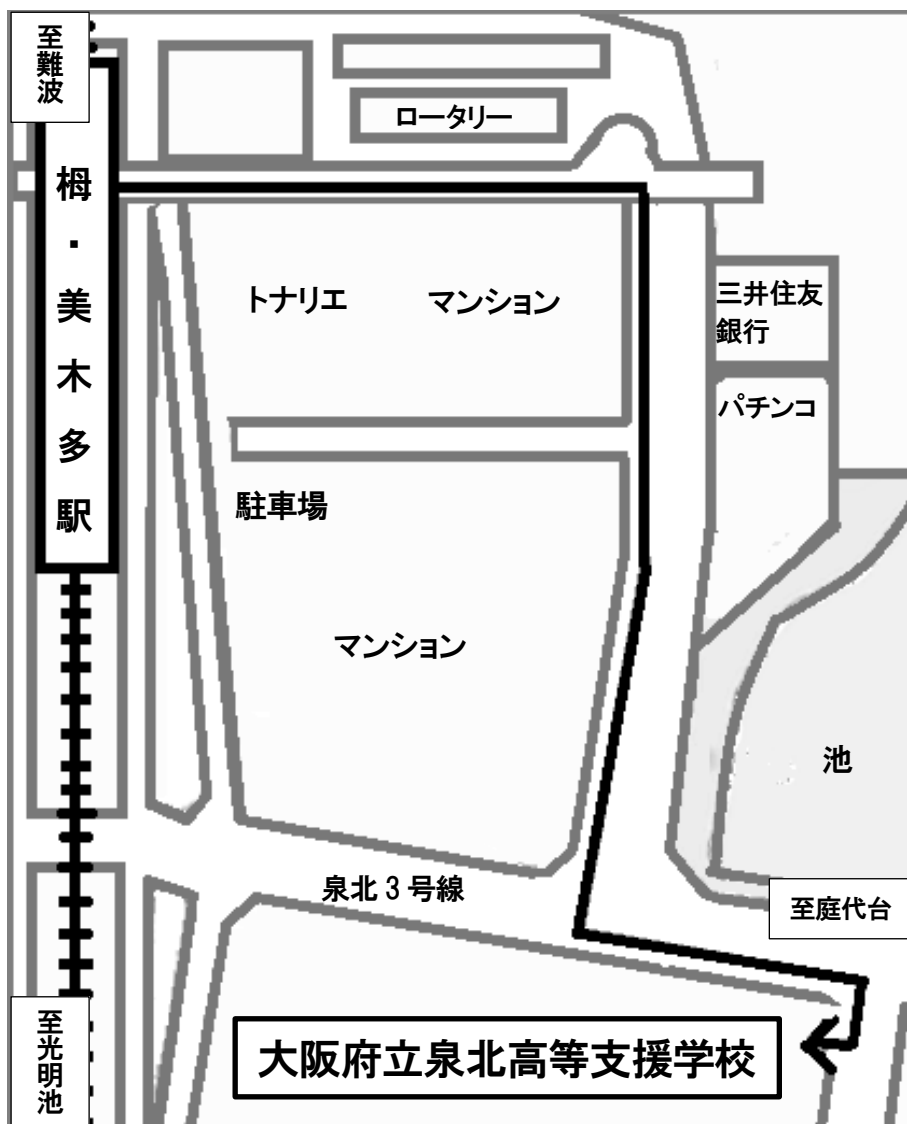 至難波
ロータリー
栂・美木多駅
トナリエ
マンション
三井住友
銀行
パチンコ
駐車場
マンション
池
泉北3号線
至庭代台
至光明池
大阪府立泉北高等支援学校